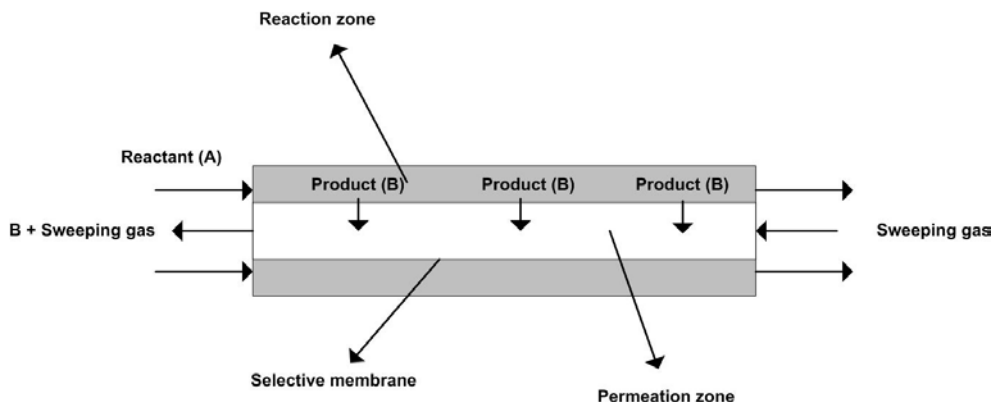 Reaction zone
Reactant (A)
Product (B) Product (B) Product (B)
B + Sweeping gas
Sweeping gas
Selective membrane
Permeation zone